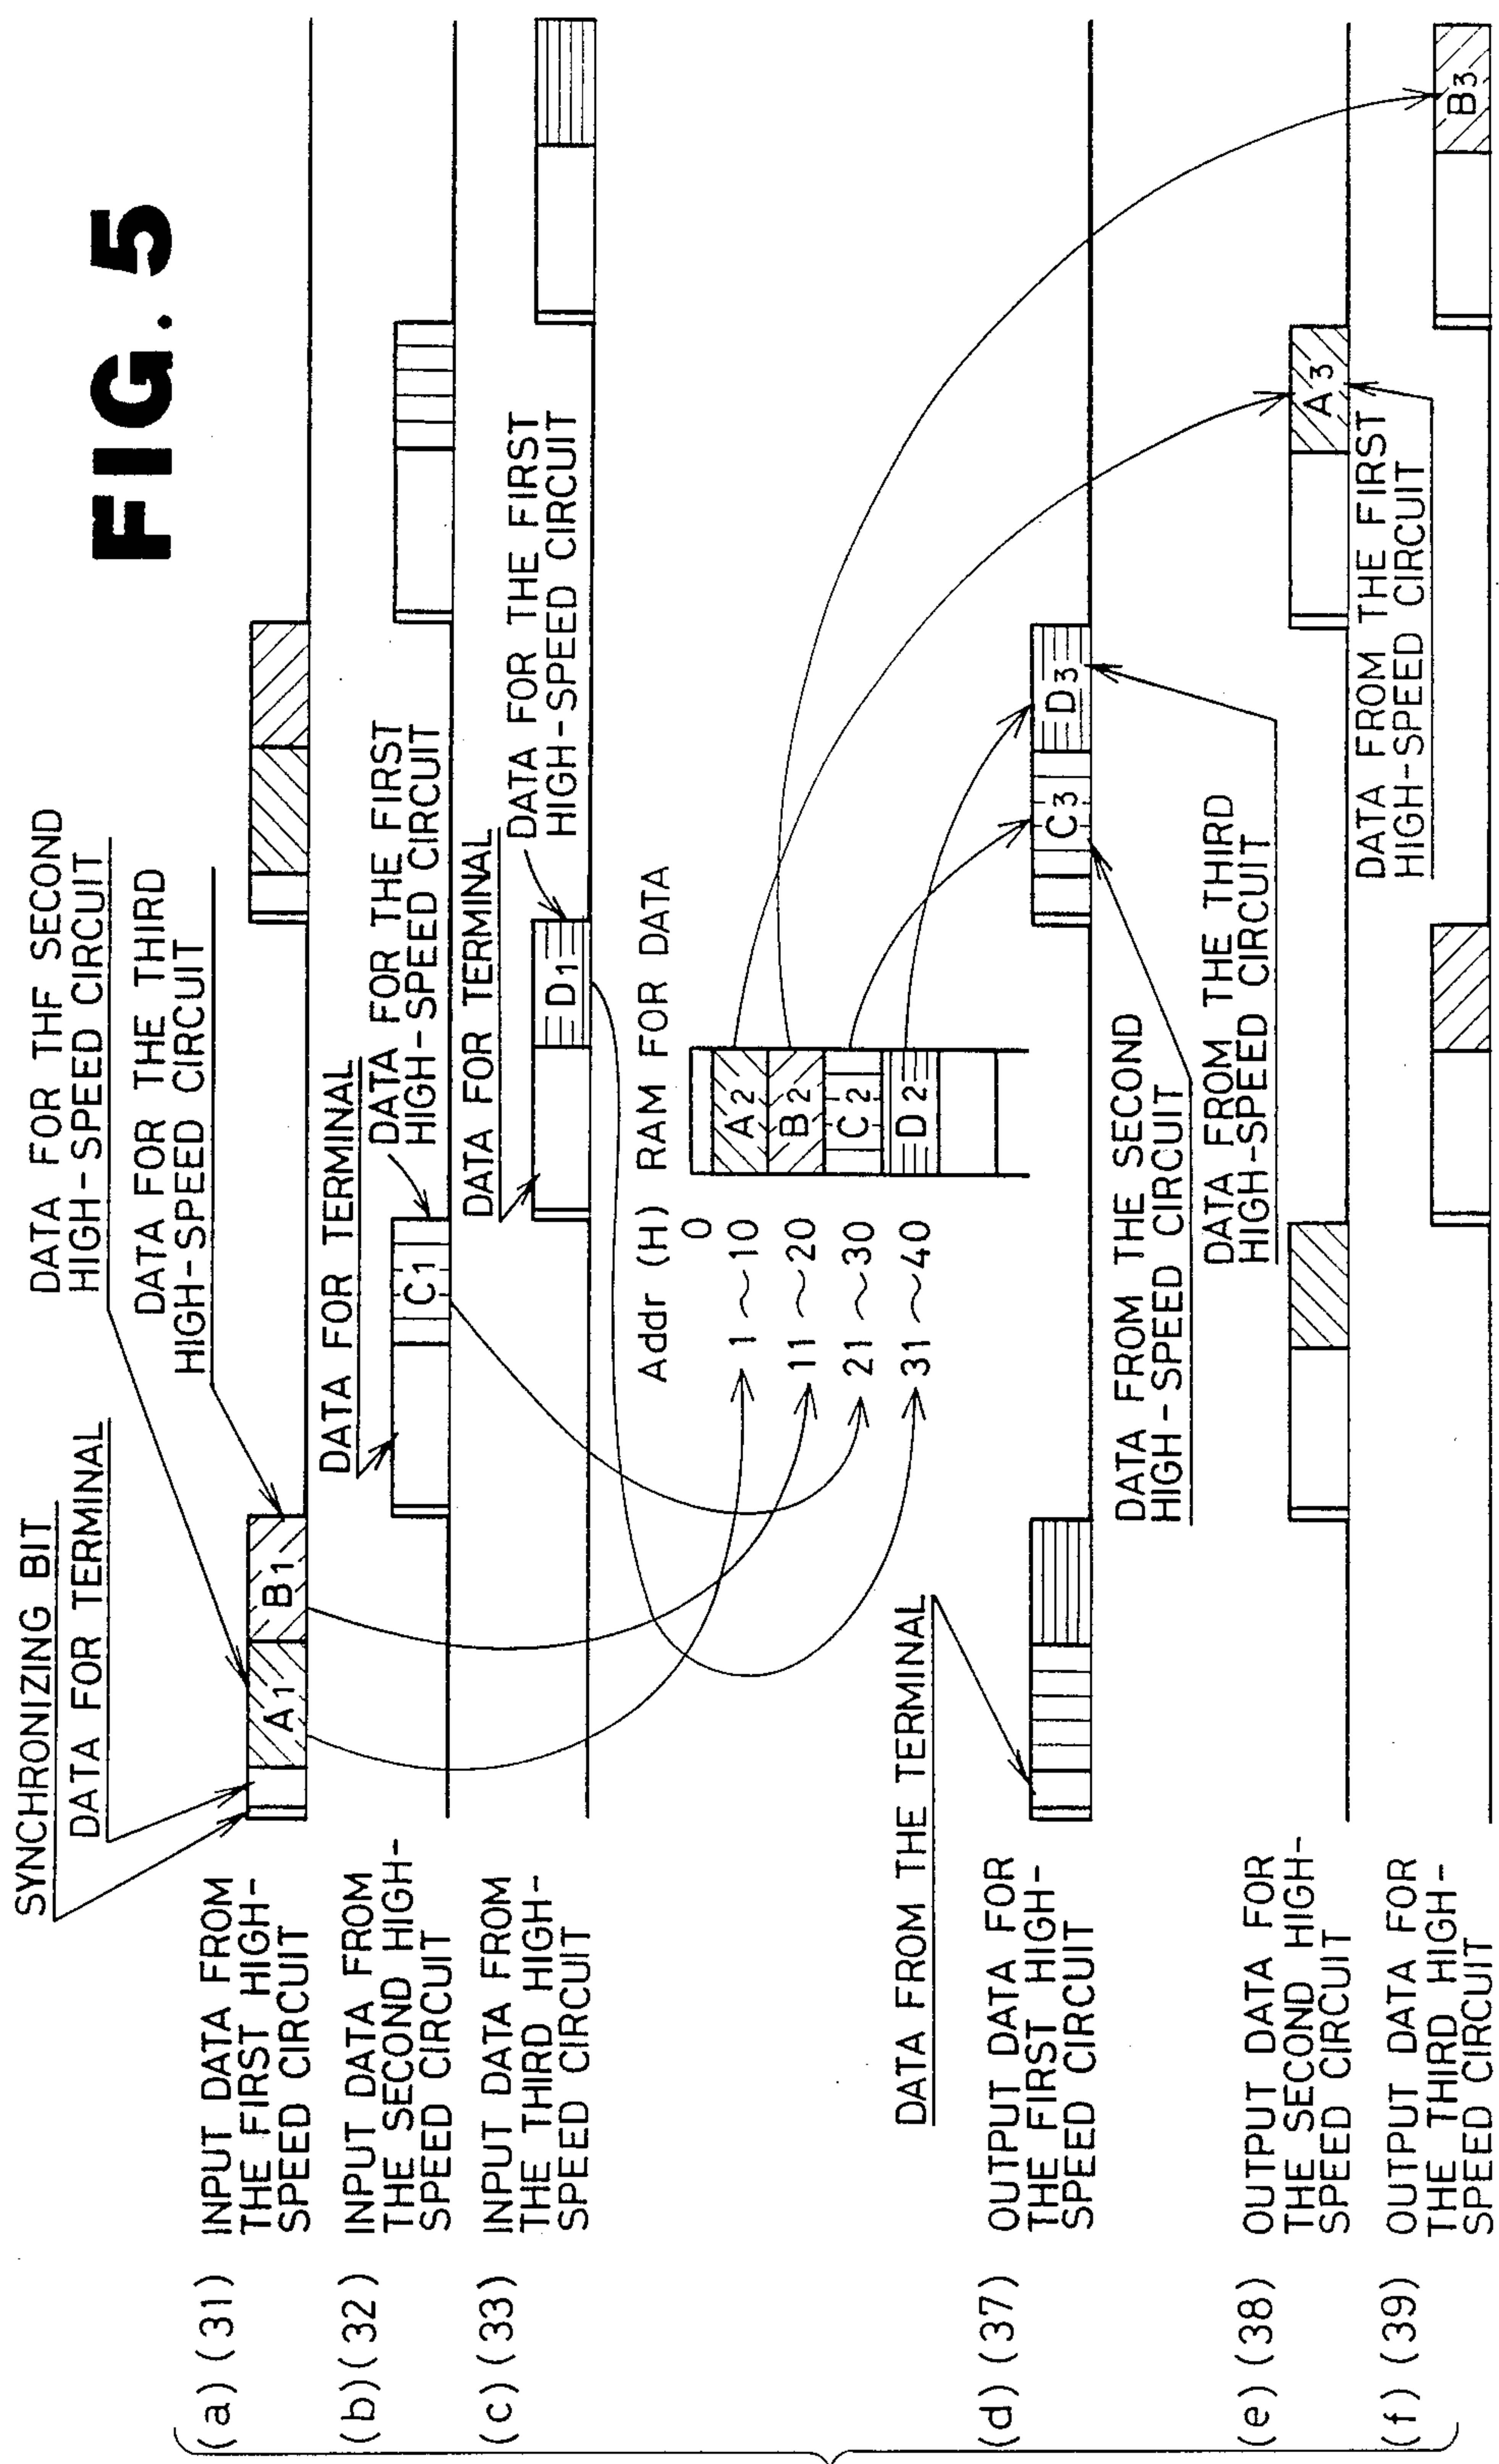 FIG. 5
SYNCHRONIZING BIT
DATA FOR TERMINAL
DATA FOR THF SECOND
HIGH-SPEED CIRCUIT
DATA FOR THE THIRD
HIGH-SPEED CIRCUIT
(a) (31) INPUT DATA FROM
THE FIRST HIGH-
SPEED CIRCUIT
A1
B1
DATA FOR TERMINAL
DATA FOR THE FIRST
HIGH-SPEED CIRCUIT
(b) (32) INPUT DATA FROM
THE SECOND HIGH-
SPEED CIRCUIT
C1
DATA FOR TERMINAL
DATA FOR THE FIRST
HIGH-SPEED CIRCUIT
(c) (33) INPUT DATA FROM
THE THIRD HIGH-
SPEED CIRCUIT
D1
Addr (H) RAM FOR DATA
0
1~10 A2
11~20 B2
21~30 C2
31~40 D2
DATA FROM THE TERMINAL
(d) (37) OUTPUT DATA FOR
THE FIRST HIGH-
SPEED CIRCUIT
C3
D3
DATA FROM THE SECOND
HIGH-SPEED CIRCUIT
DATA FROM THE THIRD
HIGH-SPEED CIRCUIT
(e) (38) OUTPUT DATA FOR
THE SECOND HIGH-
SPEED CIRCUIT
A3
DATA FROM THE FIRST
HIGH-SPEED CIRCUIT
(f) (39) OUTPUT DATA FOR
THE THIRD HIGH-
SPEED CIRCUIT
B3